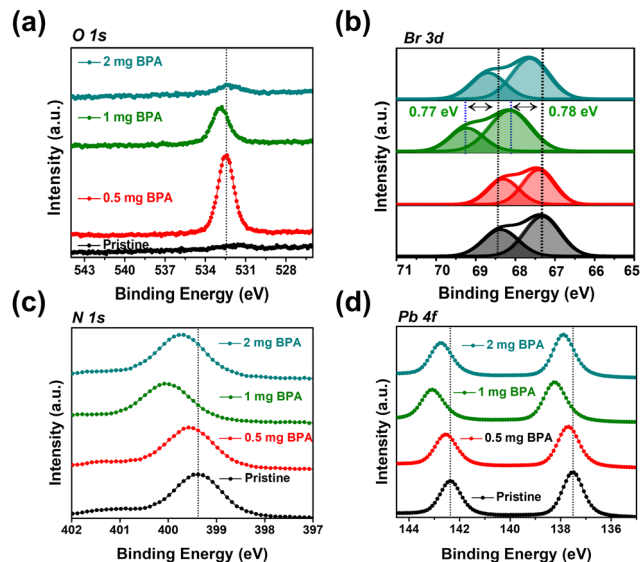 (a)
O 1s
2 mg BPA
1 mg BPA
0.5 mg BPA
Pristine
Intensity (a.u.)
543 540 537 534 531 528
Binding Energy (eV)
(b)
Br 3d
0.77 eV
0.78 eV
Intensity (a.u.)
71 70 69 68 67 66 65
Binding Energy (eV)
(c)
N 1s
2 mg BPA
1 mg BPA
0.5 mg BPA
Pristine
Intensity (a.u.)
402 401 400 399 398 397
Binding Energy (eV)
(d)
Pb 4f
2 mg BPA
1 mg BPA
0.5 mg BPA
Pristine
Intensity (a.u.)
144 142 140 138 136
Binding Energy (eV)